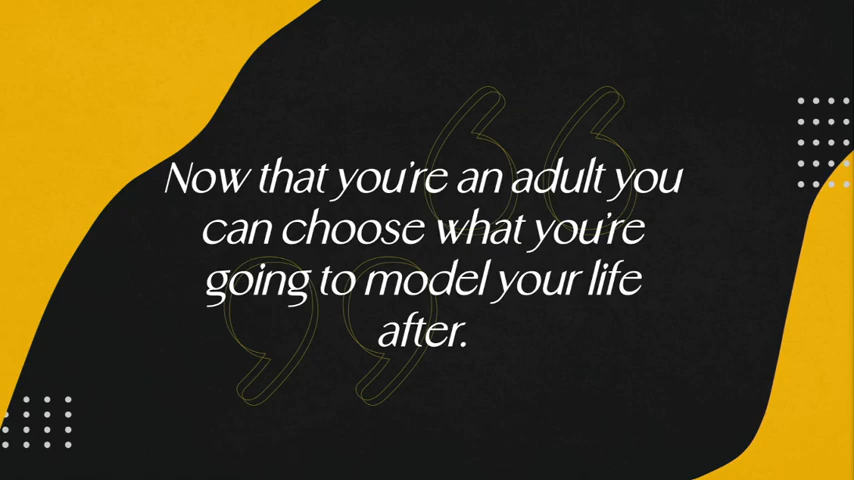 Now that you're an adult you
can choose what you're
going to model your life
after.